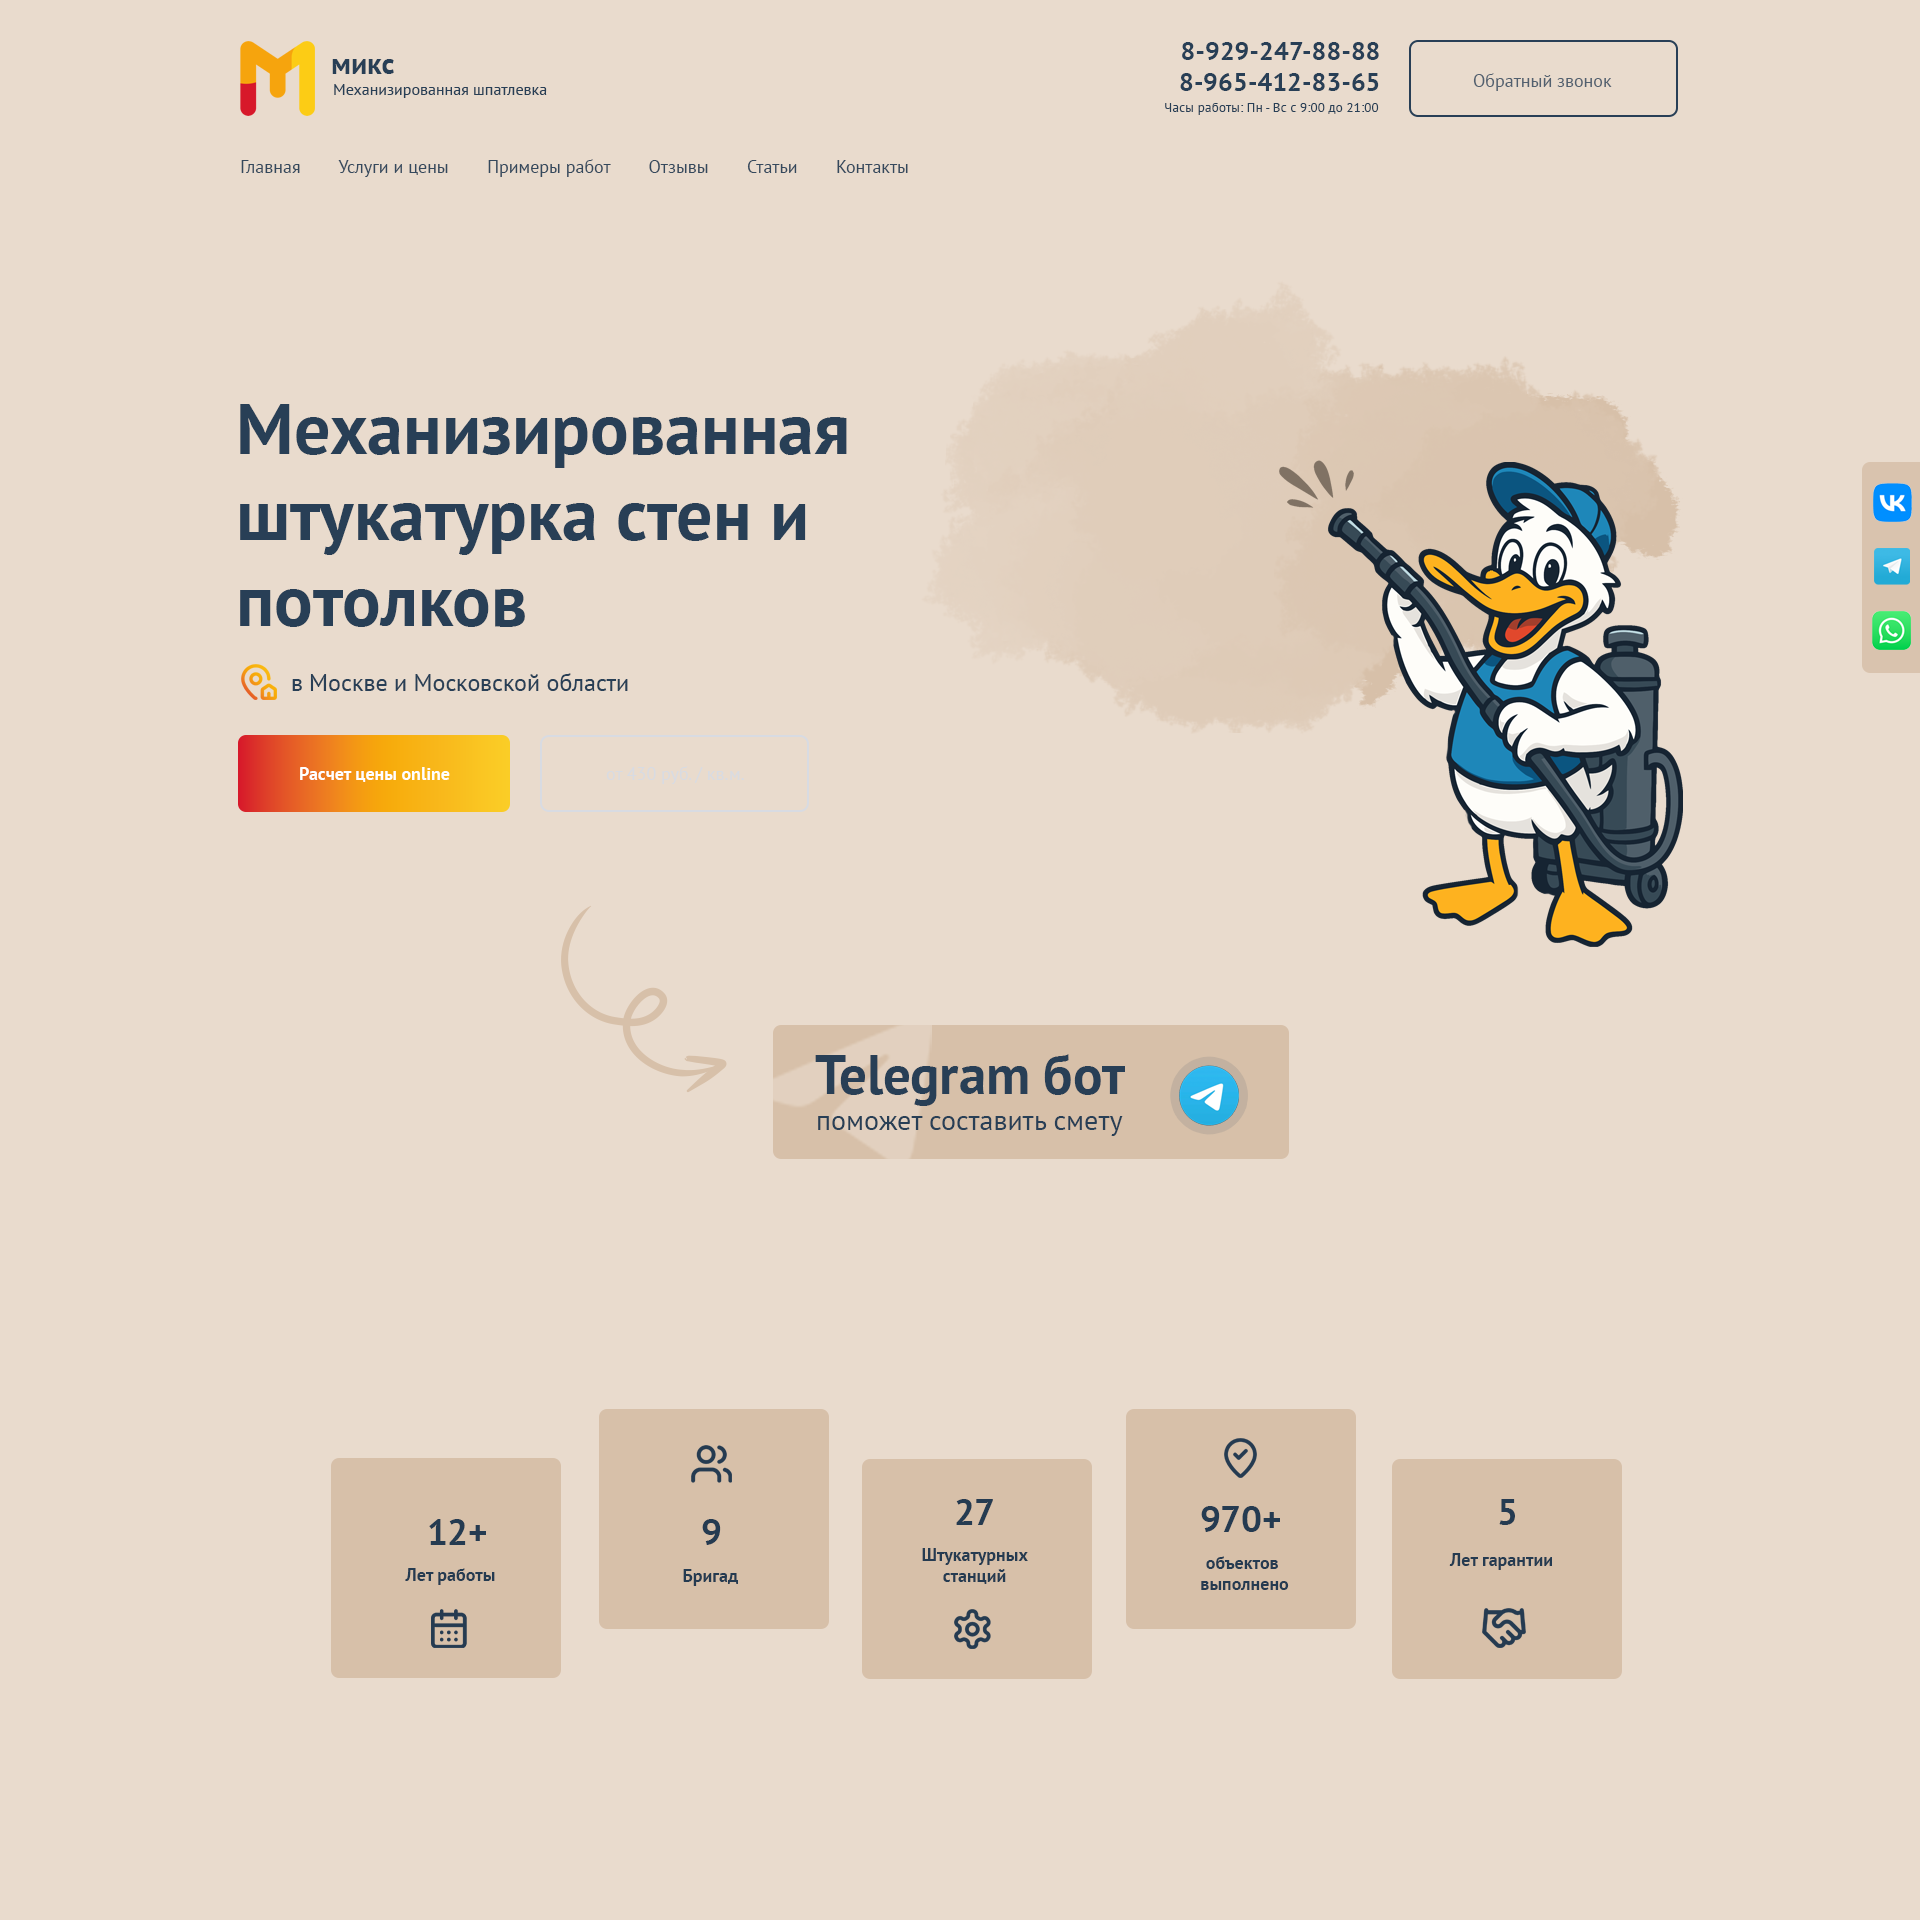 микс
Механизированная шпатлевка
8-929-247-88-88
8-965-412-83-65
Часы работы: Пн - Вс с 9:00 до 21:00
Обратный звонок
Главная Услуги и цены Примеры работ Отзывы Статьи Контакты
Механизированная
штукатурка стен и
потолков
в Москве и Московской области
Расчет цены online
Telegram бот
поможет составить смету
12+
Лет работы
9
Бригад
27
Штукатурных
станций
970+
объектов
выполнено
5
Лет гарантии